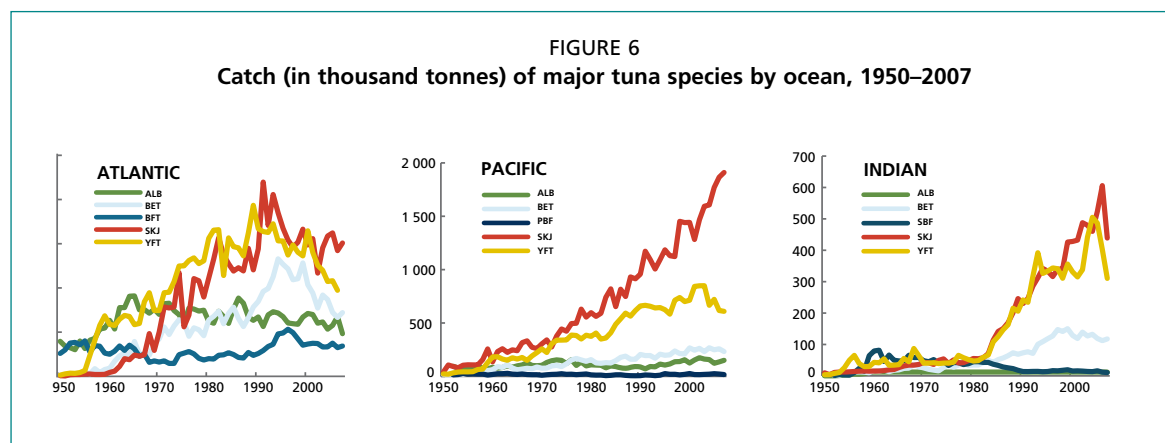 FIGURE 6
Catch (in thousand tonnes) of major tuna species by ocean, 1950–2007
ATLANTIC
ALB
BET
BFT
SKJ
YFT
950 1960 1970 1980 1990 2000
PACIFIC
ALB
BET
PBF
SKJ
YFT
2 000
1 500
1 000
500
0
1950 1960 1970 1980 1990 2000
INDIAN
ALB
BET
SBF
SKJ
YFT
700
600
500
400
300
200
100
0
1950 1960 1970 1980 1990 2000